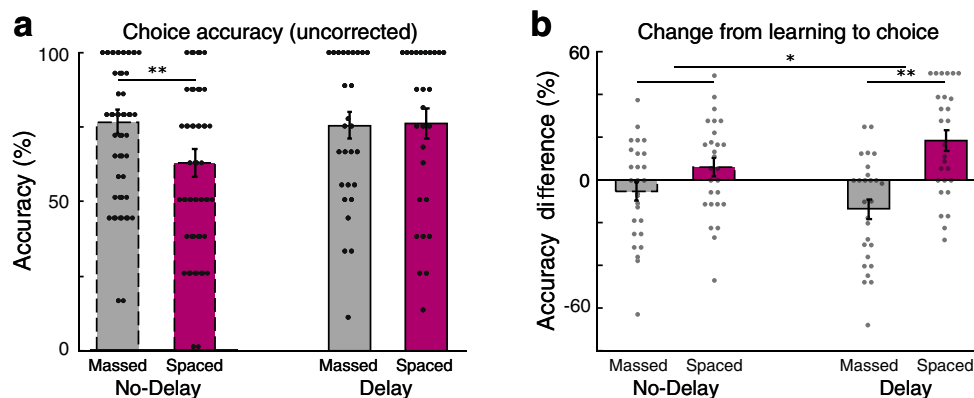 a
Choice accuracy (uncorrected)
Accuracy (%)
100
50
0
**
Massed Spaced Massed Spaced
No-Delay Delay
b
Change from learning to choice
Accuracy difference (%)
60
0
-60
*
**
Massed Spaced Massed Spaced
No-Delay Delay